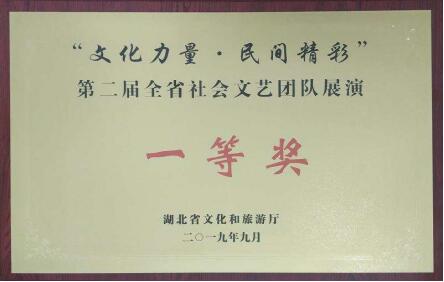 “文化力量·民间精彩”
第二届全省社会文艺团队展演
一等奖
湖北省文化和旅游厅
二〇一九年九月